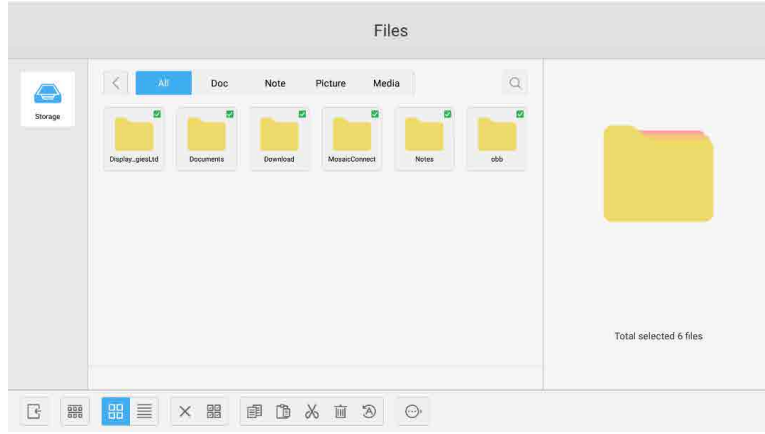 Files
Storage
All Doc Note Picture Media
Display_giesLtd Documents Download MosaicConnect Notes obb
Total selected 6 files